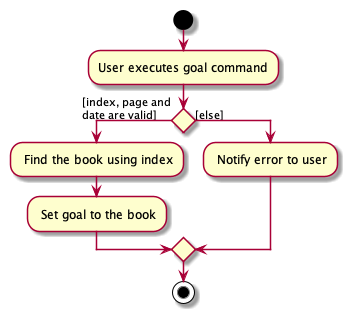 User executes goal command
[index, page and
date are valid]
[else]
Find the book using index
Notify error to user
Set goal to the book